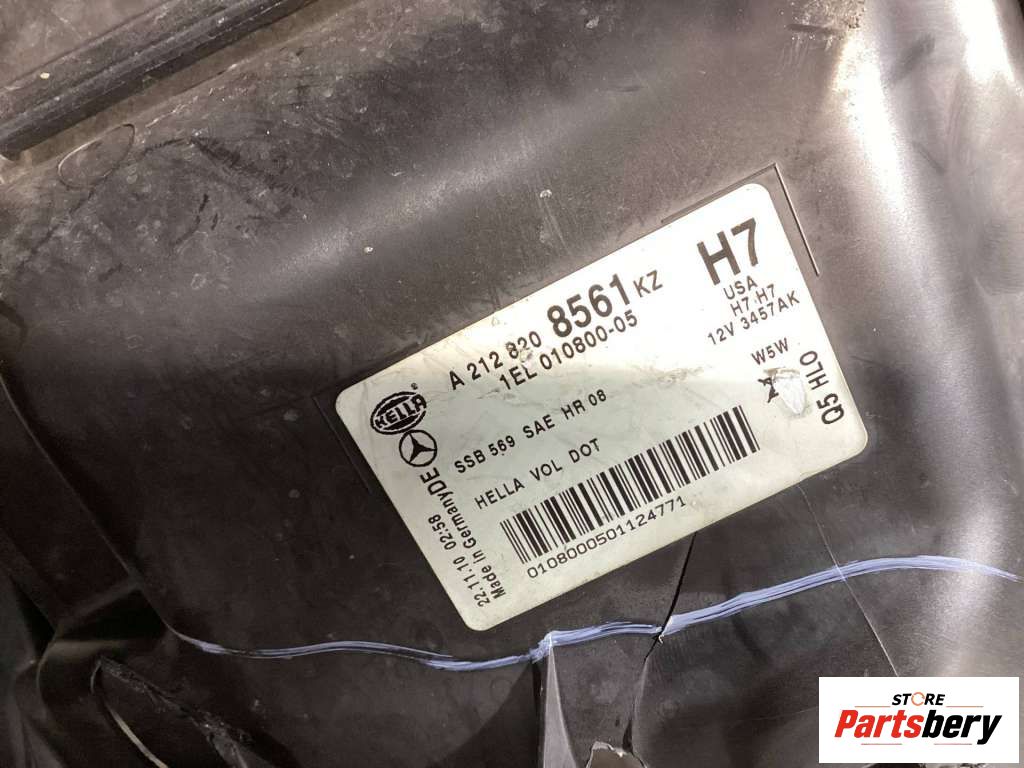 A 212 820 8561 KZ
1EL 010800-05
H7
USA
H7·H7
12V 3457AK
W5W
Q5 HL0
HELLA ®
DE
SSB 569 SAE HR 08
HELLA VOL DOT
0108000501124771
22.11.10 02:58
Made in Germany
STORE
Partsbery